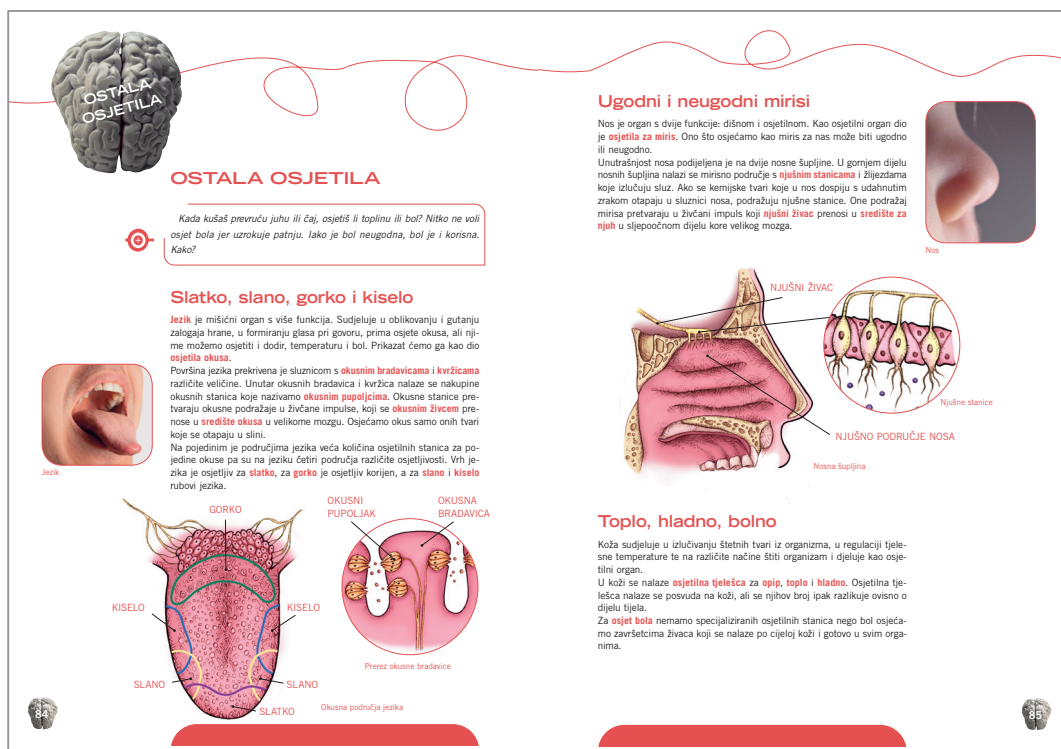 OSTALA
OSJETILA
OSTALA OSJETILA
Kada kušaš prevruću juhu ili čaj, osjetiš li toplinu ili bol? Nitko ne voli
osjet bola jer uzrokuje patnju. Iako je bol neugodna, bol je i korisna.
Kako?
Slatko, slano, gorko i kiselo
Jezik je mišićni organ s više funkcija. Sudjeluje u oblikovanju i gutanju
zalogaja hrane, u formiranju glasa pri govoru, prima osjete okusa, ali nji-
me možemo osjetiti i dodir, temperaturu i bol. Prikazat ćemo ga kao dio
osjetila okusa.
Površina jezika prekrivena je sluznicom s okusnim bradavicama i kvržicama
različite veličine. Unutar okusnih bradavica i kvržica nalaze se nakupine
okusnih stanica koje nazivamo okusnim pupoljcima. Okusne stanice pre-
tvaraju okusne podražaje u živčane impulse, koji se okusnim živcem pre-
nose u središte okusa u velikome mozgu. Osjećamo okus samo onih tvari
koje se otapaju u slini.
Na pojedinim je područjima jezika veća količina osjetilnih stanica za po-
jedine okuse pa su na jeziku četiri područja različite osjetljivosti. Vrh je-
zika je osjetljiv za slatko, za gorko je osjetljiv korijen, a za slano i kiselo
rubovi jezika.
Jezik
GORKO
OKUSNI
PUPOLJAK
OKUSNA
BRADAVICA
KISELO
KISELO
SLANO
SLANO
SLATKO
Prerez okusne bradavice
Okusna područja jezika
84
Ugodni i neugodni mirisi
Nos je organ s dvije funkcije: dišnom i osjetilnom. Kao osjetilni organ dio
je osjetila za miris. Ono što osjećamo kao miris za nas može biti ugodno
ili neugodno.
Unutrašnjost nosa podijeljena je na dvije nosne šupljine. U gornjem dijelu
nosnih šupljina nalazi se mirisno područje s njušnim stanicama i žlijezdama
koje izlučuju sluz. Ako se kemijske tvari koje u nos dospiju s udahnutim
zrakom otapaju u sluznici nosa, podražuju njušne stanice. One podražaj
mirisa pretvaraju u živčani impuls koji njušni živac prenosi u središte za
njuh u sljepoočnom dijelu kore velikog mozga.
Nos
NJUŠNI ŽIVAC
Njušne stanice
NJUŠNO PODRUČJE NOSA
Nosna šupljina
Toplo, hladno, bolno
Koža sudjeluje u izlučivanju štetnih tvari iz organizma, u regulaciji tjele-
sne temperature te na različite načine štiti organizam i djeluje kao osje-
tilni organ.
U koži se nalaze osjetilna tjelešca za opip, toplo i hladno. Osjetilna tje-
lešca nalaze se posvuda na koži, ali se njihov broj ipak razlikuje ovisno o
dijelu tijela.
Za osjet bola nemamo specijaliziranih osjetilnih stanica nego bol osjeća-
mo završetcima živaca koji se nalaze po cijeloj koži i gotovo u svim orga-
nima.
85